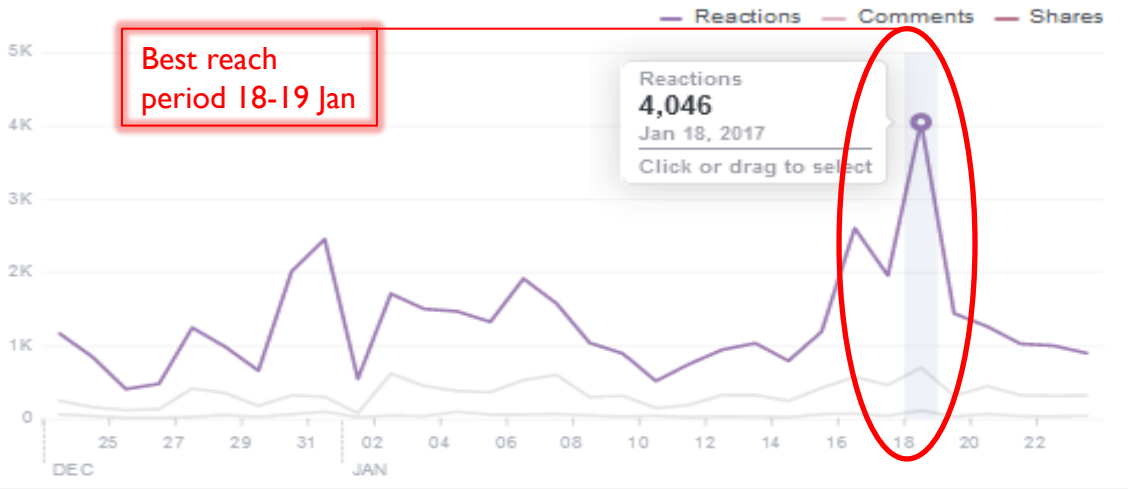 Reactions Comments Shares
Best reach
period 18-19 Jan
Reactions
4,046
Jan 18, 2017
Click or drag to select
5K
4K
3K
2K
1K
0
25 27 29 31 02 04 06 08 10 12 14 16 18 20 22
DEC JAN